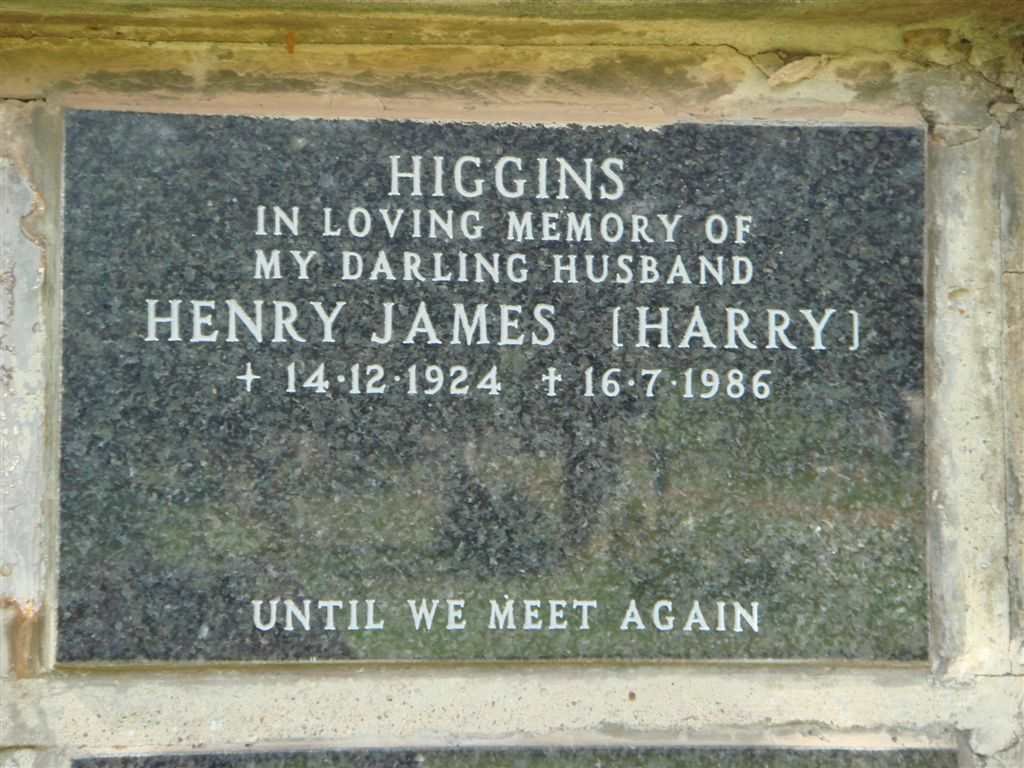 HIGGINS
IN LOVING MEMORY OF
MY DARLING HUSBAND
HENRY JAMES [HARRY]
+ 14·12·1924 ✝ 16·7·1986
UNTIL WE MEET AGAIN